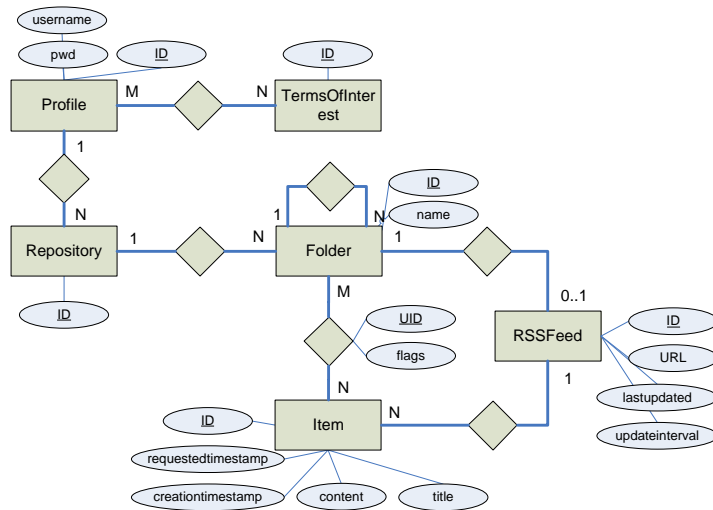 username
pwd
ID
ID
Profile
M
N
TermsOfInter
est
1
N
ID
name
Repository
1
N
1
N
Folder
1
ID
M
UID
flags
0..1
ID
RSSFeed
URL
1
lastupdated
updateinterval
N
ID
Item
N
requestedtimestamp
creationtimestamp
content
title